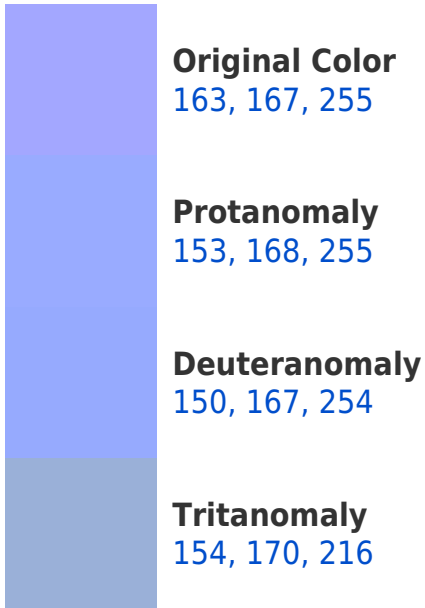 Original Color
163, 167, 255
Protanomaly
153, 168, 255
Deuteranomaly
150, 167, 254
Tritanomaly
154, 170, 216